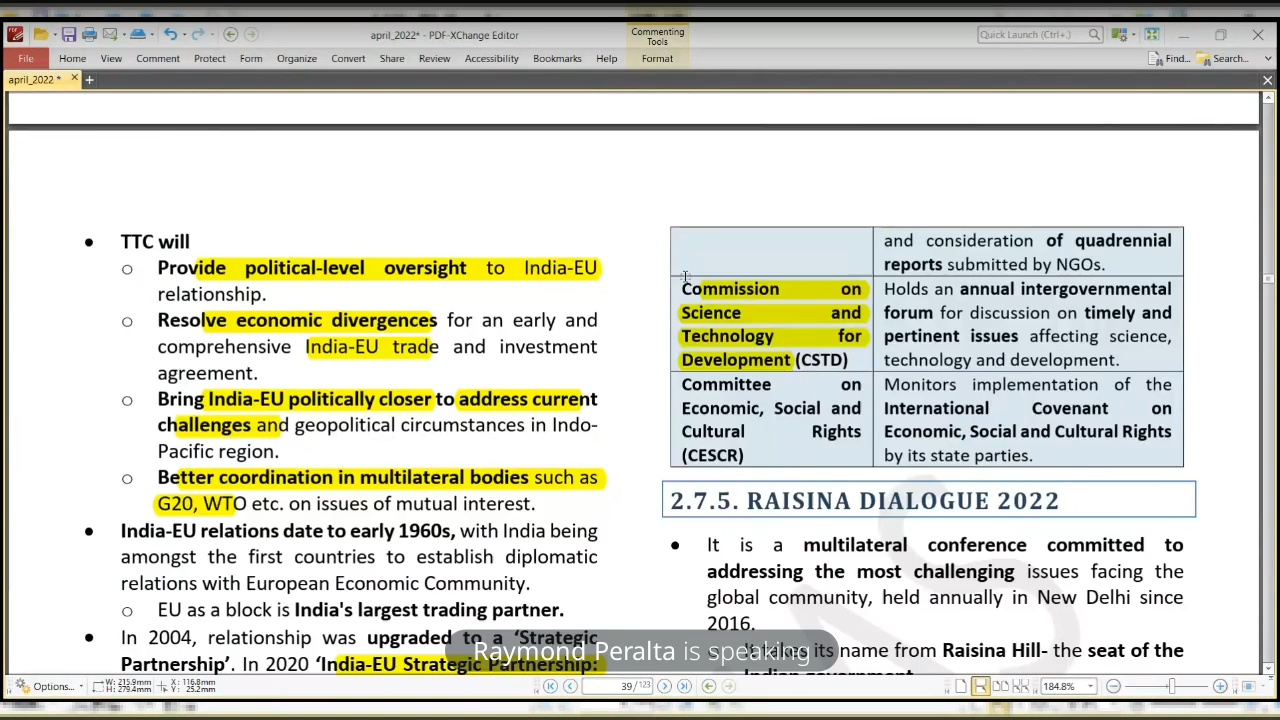 april_2022* - PDF-XChange Editor
Commenting
Tools
Quick Launch (Ctrl+.)
File Home View Comment Protect Form Organize Convert Share Review Accessibility Bookmarks Help Format
Find... Search...
april_2022 *
• TTC will
o Provide political-level oversight to India-EU
relationship.
o Resolve economic divergences for an early and
comprehensive India-EU trade and investment
agreement.
o Bring India-EU politically closer to address current
challenges and geopolitical circumstances in Indo-
Pacific region.
o Better coordination in multilateral bodies such as
G20, WTO etc. on issues of mutual interest.
• India-EU relations date to early 1960s, with India being
amongst the first countries to establish diplomatic
relations with European Economic Community.
o EU as a block is India's largest trading partner.
• In 2004, relationship was upgraded to a 'Strategic
Partnership'. In 2020 'India-EU Strategic Partnership:
and consideration of quadrennial
reports submitted by NGOs.
Commission on
Science and
Technology for
Development (CSTD)
Holds an annual intergovernmental
forum for discussion on timely and
pertinent issues affecting science,
technology and development.
Committee on
Economic, Social and
Cultural Rights
(CESCR)
Monitors implementation of the
International Covenant on
Economic, Social and Cultural Rights
by its state parties.
2.7.5. RAISINA DIALOGUE 2022
• It is a multilateral conference committed to
addressing the most challenging issues facing the
global community, held annually in New Delhi since
2016.
It takes its name from Raisina Hill- the seat of the
Indian government.
Raymond Peralta is speaking
Options...
W: 215.9mm
H: 279.4mm
X: 116.8mm
Y: 25.2mm
39 / 123
184.8%